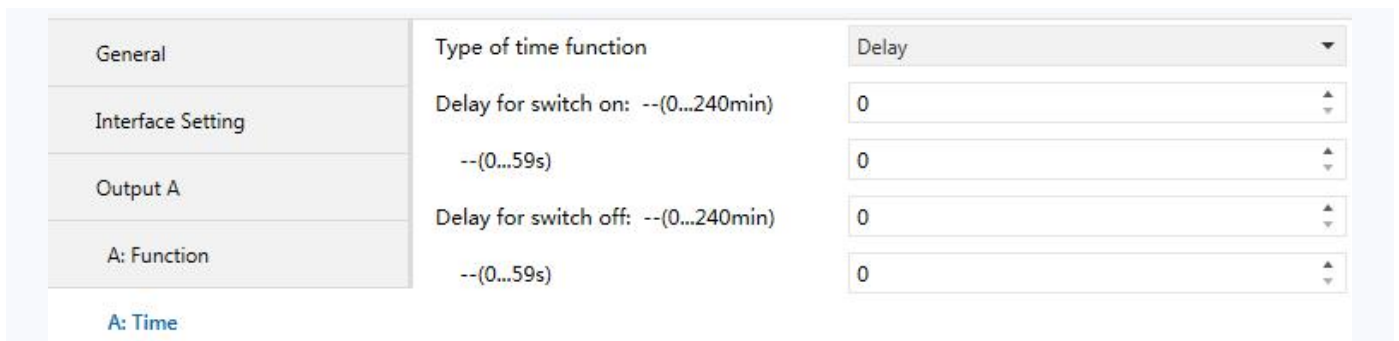 General
Interface Setting
Output A
A: Function
A: Time
Type of time function Delay
Delay for switch on: --(0...240min) 0
--(0...59s) 0
Delay for switch off: --(0...240min) 0
--(0...59s) 0